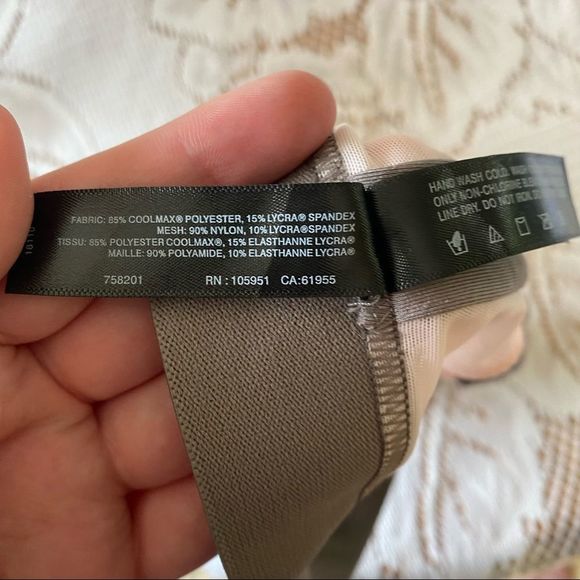 FABRIC: 85% COOLMAX® POLYESTER, 15% LYCRA® SPANDEX
MESH: 90% NYLON, 10% LYCRA® SPANDEX
TISSU: 85% POLYESTER COOLMAX®, 15% ELASTHANNE LYCRA®
MAILLE: 90% POLYAMIDE, 10% ELASTHANNE LYCRA®
758201 RN : 105951 CA:61955
HAND WASH COLD.
ONLY NON-CHLORINE
LINE DRY. DO NOT IRON.